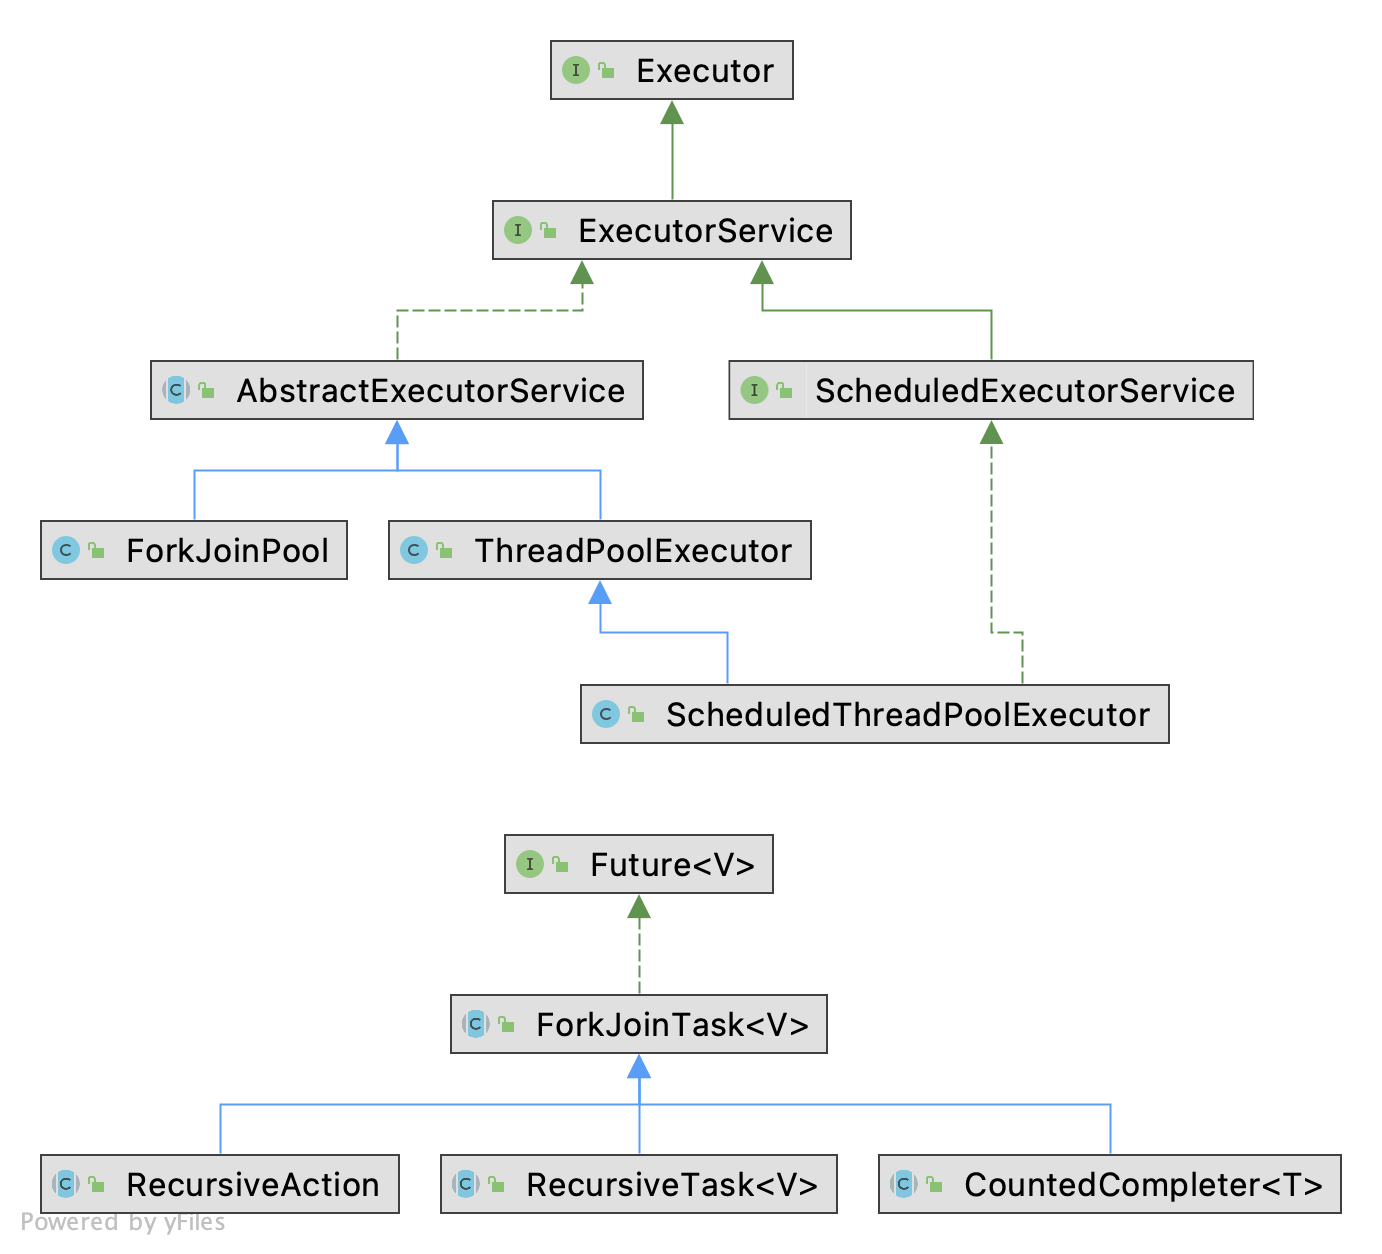 I Executor
I ExecutorService
C AbstractExecutorService
I ScheduledExecutorService
C ForkJoinPool
C ThreadPoolExecutor
C ScheduledThreadPoolExecutor
I Future<V>
C ForkJoinTask<V>
C RecursiveAction
C RecursiveTask<V>
C CountedCompleter<T>
Powered by yFiles